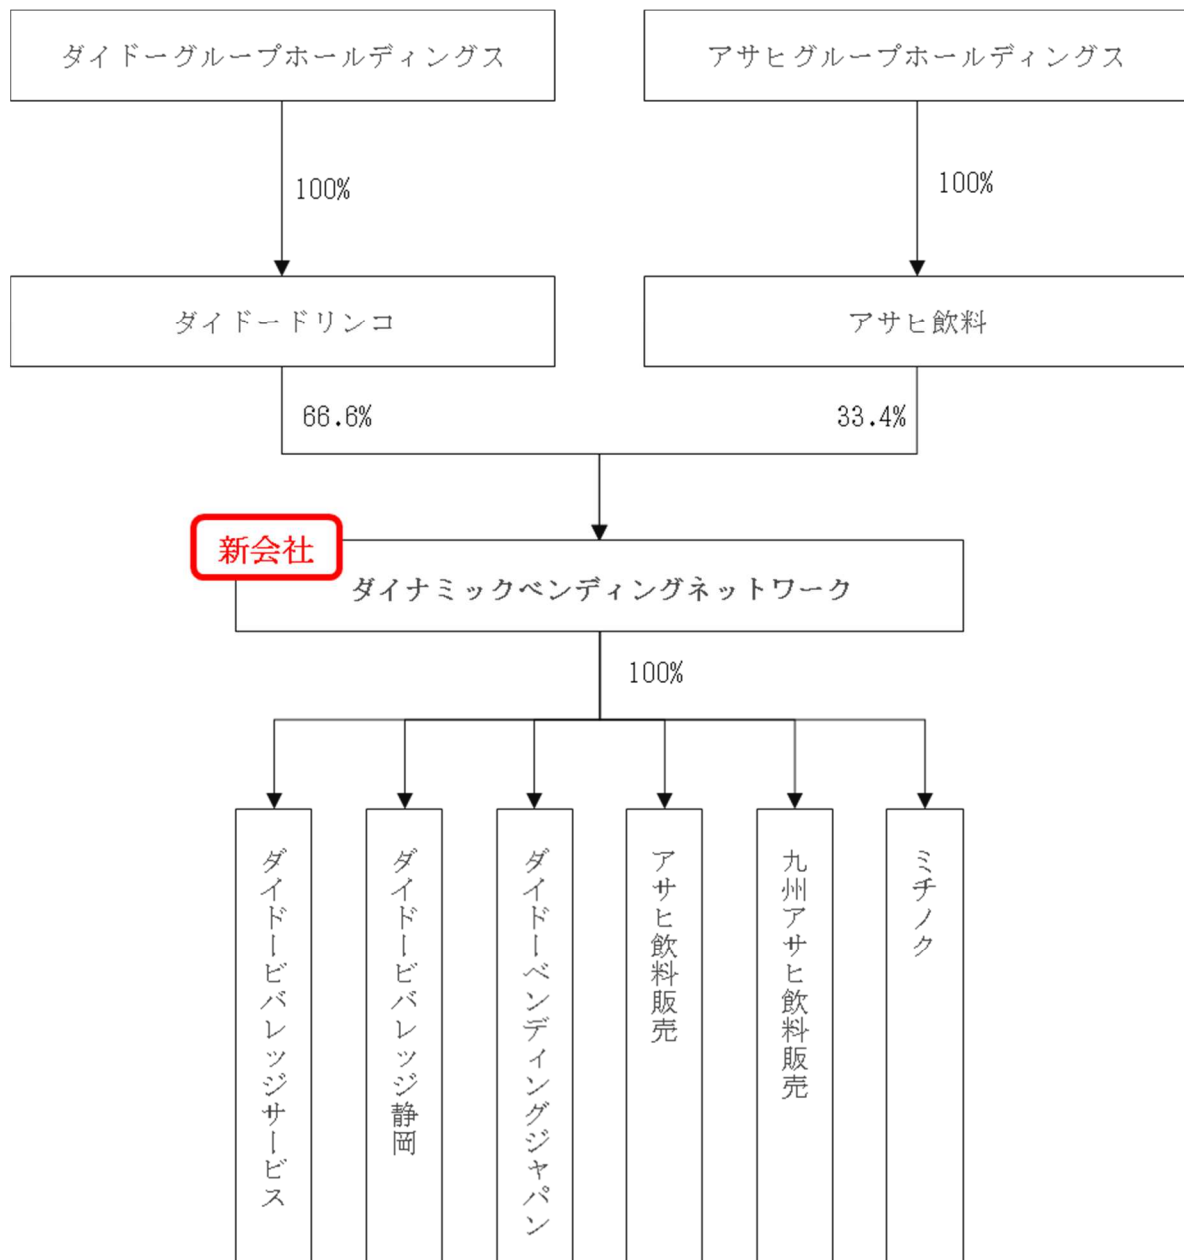 ダイドーグループホールディングス
アサヒグループホールディングス
100%
100%
ダイドードリンコ
アサヒ飲料
66.6%
33.4%
新会社
ダイナミックベンディングネットワーク
100%
ダイドービバレッジサービス
ダイドービバレッジ静岡
ダイドーベンディングジャパン
アサヒ飲料販売
九州アサヒ飲料販売
ミチノク